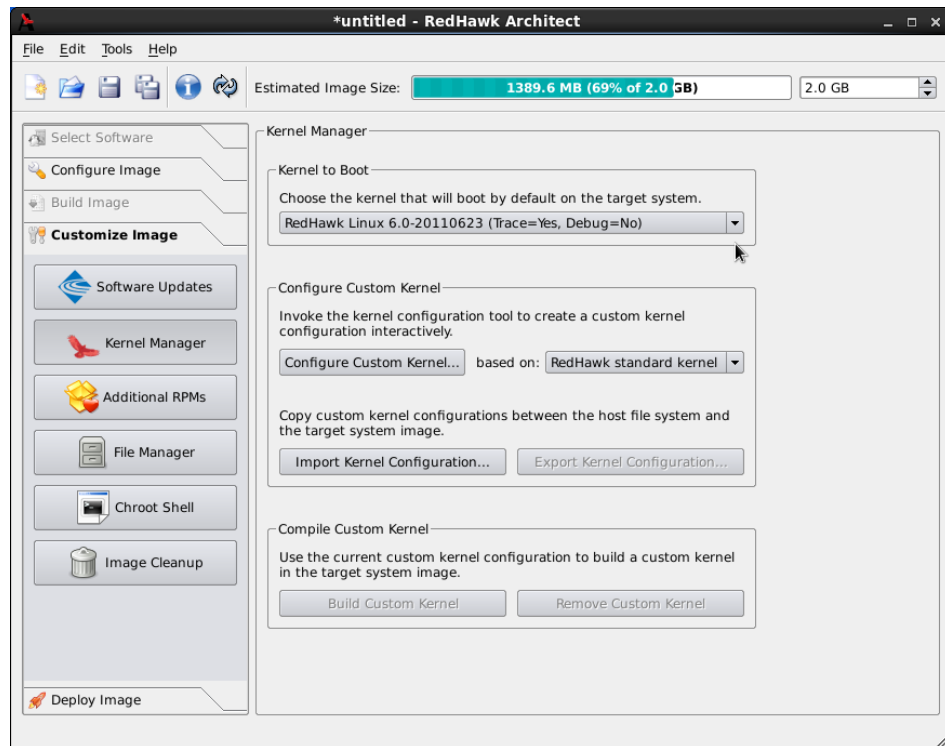 *untitled - RedHawk Architect
File Edit Tools Help
Estimated Image Size: 1389.6 MB (69% of 2.0 GB) 2.0 GB
Select Software
Configure Image
Build Image
Customize Image
Software Updates
Kernel Manager
Additional RPMs
File Manager
Chroot Shell
Image Cleanup
Deploy Image
Kernel Manager
Kernel to Boot
Choose the kernel that will boot by default on the target system.
RedHawk Linux 6.0-20110623 (Trace=Yes, Debug=No)
Configure Custom Kernel
Invoke the kernel configuration tool to create a custom kernel
configuration interactively.
Configure Custom Kernel... based on: RedHawk standard kernel
Copy custom kernel configurations between the host file system and
the target system image.
Import Kernel Configuration... Export Kernel Configuration...
Compile Custom Kernel
Use the current custom kernel configuration to build a custom kernel
in the target system image.
Build Custom Kernel Remove Custom Kernel